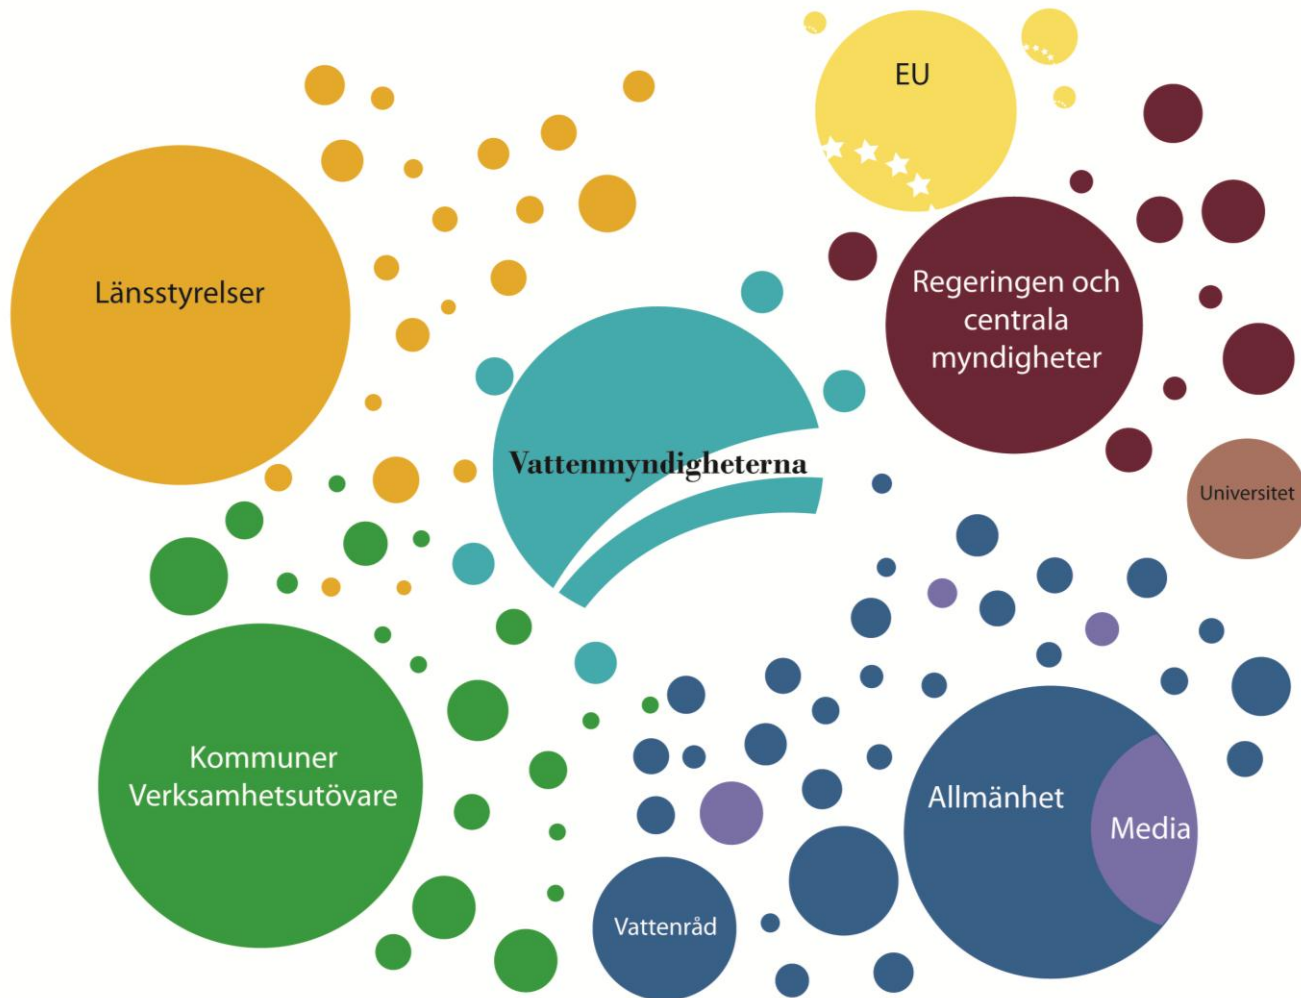 EU
Länsstyrelser
Regeringen och
centrala
myndigheter
Vattenmyndigheterna
Universitet
Kommuner
Verksamhetsutövare
Allmänhet
Media
Vattenråd